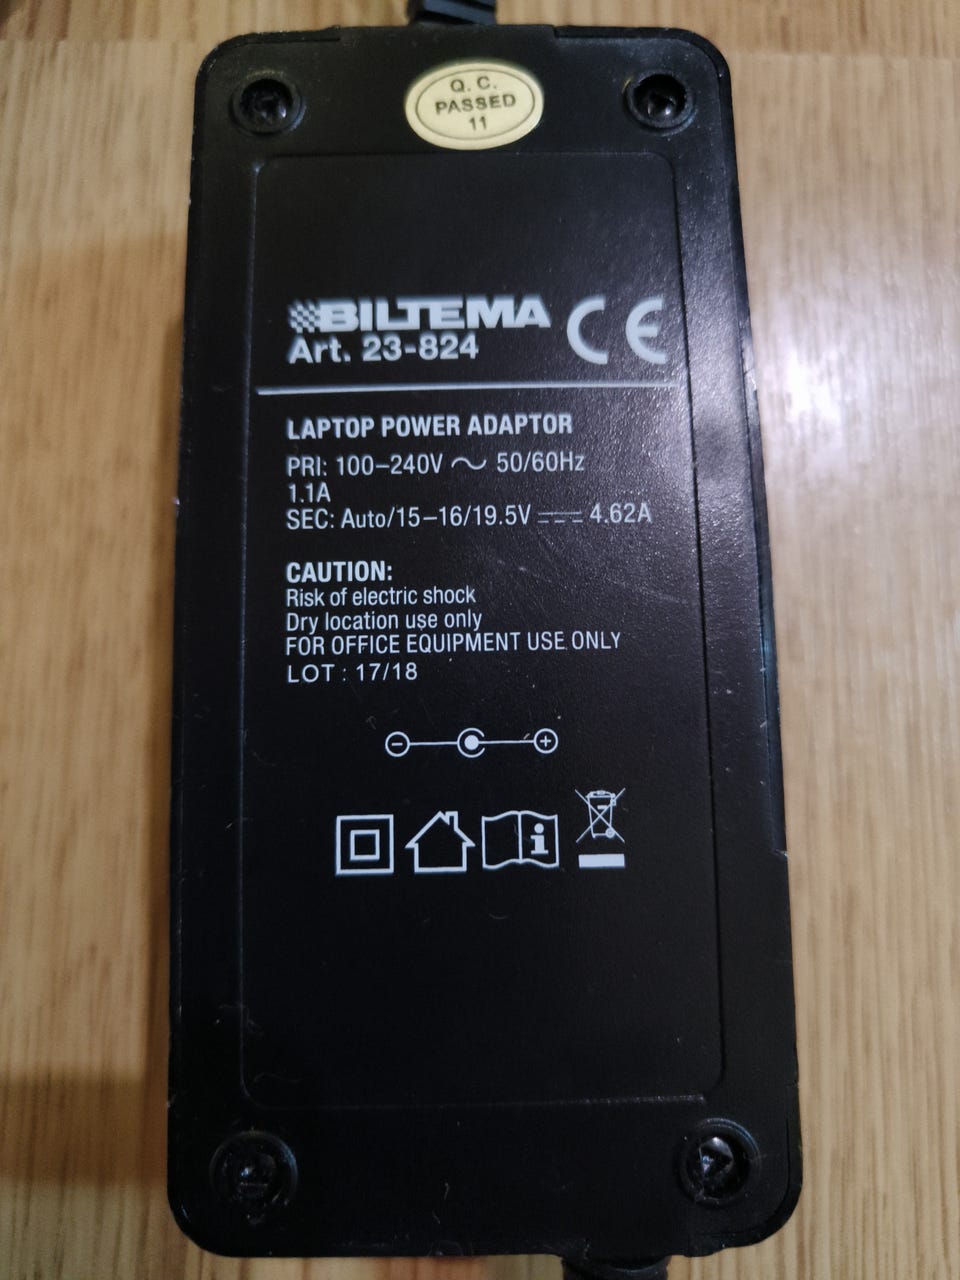 Q. C.
PASSED
11
BILTEMA
Art. 23-824
CE
LAPTOP POWER ADAPTOR
PRI: 100–240V ~ 50/60Hz
1.1A
SEC: Auto/15–16/19.5V ⎓ 4.62A
CAUTION:
Risk of electric shock
Dry location use only
FOR OFFICE EQUIPMENT USE ONLY
LOT : 17/18
− +
i